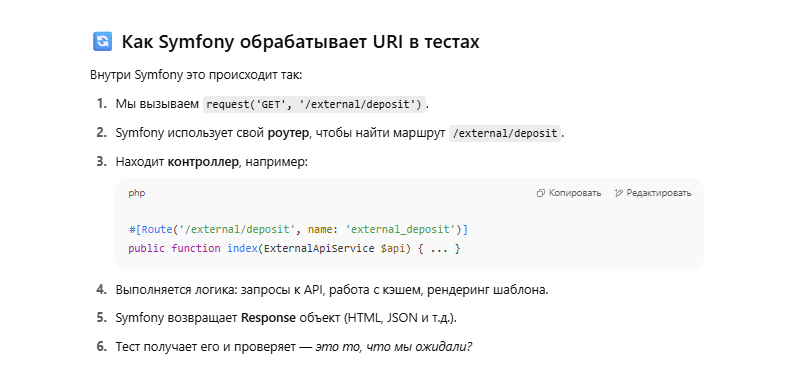 Как Symfony обрабатывает URI в тестах
Внутри Symfony это происходит так:
1. Мы вызываем request('GET', '/external/deposit').
2. Symfony использует свой роутер, чтобы найти маршрут /external/deposit.
3. Находит контроллер, например:
php Копировать Редактировать
#[Route('/external/deposit', name: 'external_deposit')]
public function index(ExternalApiService $api) { ... }
4. Выполняется логика: запросы к API, работа с кэшем, рендеринг шаблона.
5. Symfony возвращает Response объект (HTML, JSON и т.д.).
6. Тест получает его и проверяет — это то, что мы ожидали?